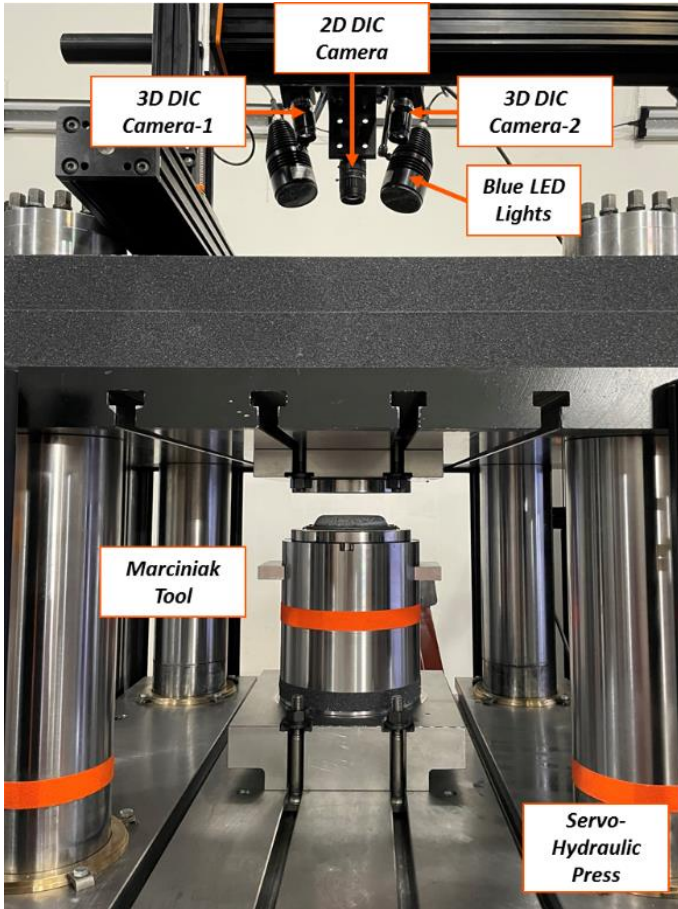 2D DIC
Camera
3D DIC
Camera-1
3D DIC
Camera-2
Blue LED
Lights
Marciniak
Tool
Servo-
Hydraulic
Press